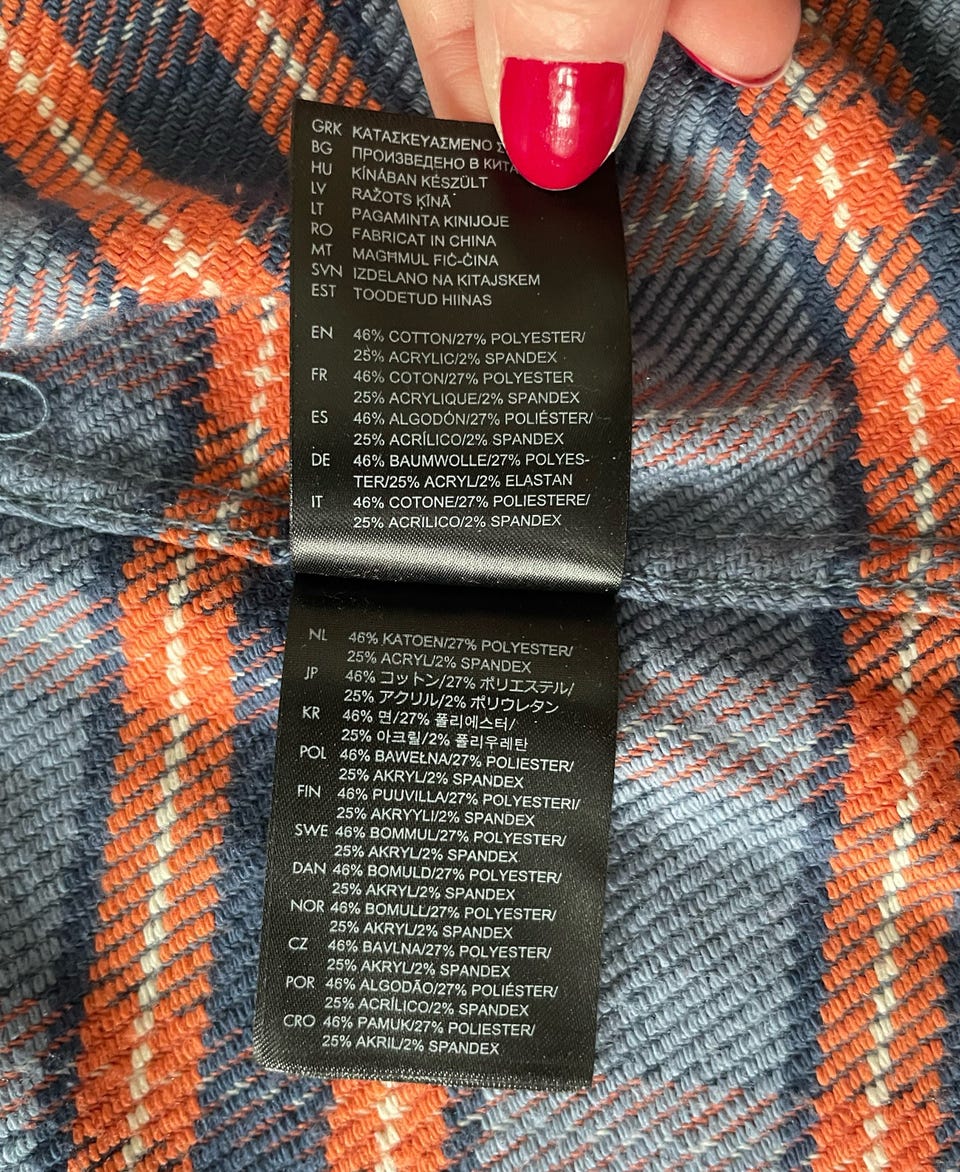 GRK ΚΑΤΑΣΚΕΥΑΣΜΕΝΟ
BG ПРОИЗВЕДЕНО В
HU KÍNÁBAN KÉSZÜLT
LV RAŽOTS ĶĪNĀ
LT PAGAMINTA KINIJOJE
RO FABRICAT IN CHINA
MT MAGĦMUL FIĊ-ĊINA
SVN IZDELANO NA KITAJSKEM
EST TOODETUD HIINAS
EN 46% COTTON/27% POLYESTER/
25% ACRYLIC/2% SPANDEX
FR 46% COTON/27% POLYESTER
25% ACRYLIQUE/2% SPANDEX
ES 46% ALGODÓN/27% POLIÉSTER/
25% ACRÍLICO/2% SPANDEX
DE 46% BAUMWOLLE/27% POLYES-
TER/25% ACRYL/2% ELASTAN
IT 46% COTONE/27% POLIESTERE/
25% ACRILICO/2% SPANDEX
NL 46% KATOEN/27% POLYESTER/
25% ACRYL/2% SPANDEX
JP 46% コットン/27% ポリエステル/
25% アクリル/2% ポリウレタン
KR 46% 면/27% 폴리에스터/
25% 아크릴/2% 폴리우레탄
POL 46% BAWEŁNA/27% POLIESTER/
25% AKRYL/2% SPANDEX
FIN 46% PUUVILLA/27% POLYESTERI/
25% AKRYYLI/2% SPANDEX
SWE 46% BOMMUL/27% POLYESTER/
25% AKRYL/2% SPANDEX
DAN 46% BOMULD/27% POLYESTER/
25% AKRYL/2% SPANDEX
NOR 46% BOMULL/27% POLYESTER/
25% AKRYL/2% SPANDEX
CZ 46% BAVLNA/27% POLYESTER/
25% AKRYL/2% SPANDEX
POR 46% ALGODÃO/27% POLIÉSTER/
25% ACRÍLICO/2% SPANDEX
CRO 46% PAMUK/27% POLIESTER/
25% AKRIL/2% SPANDEX